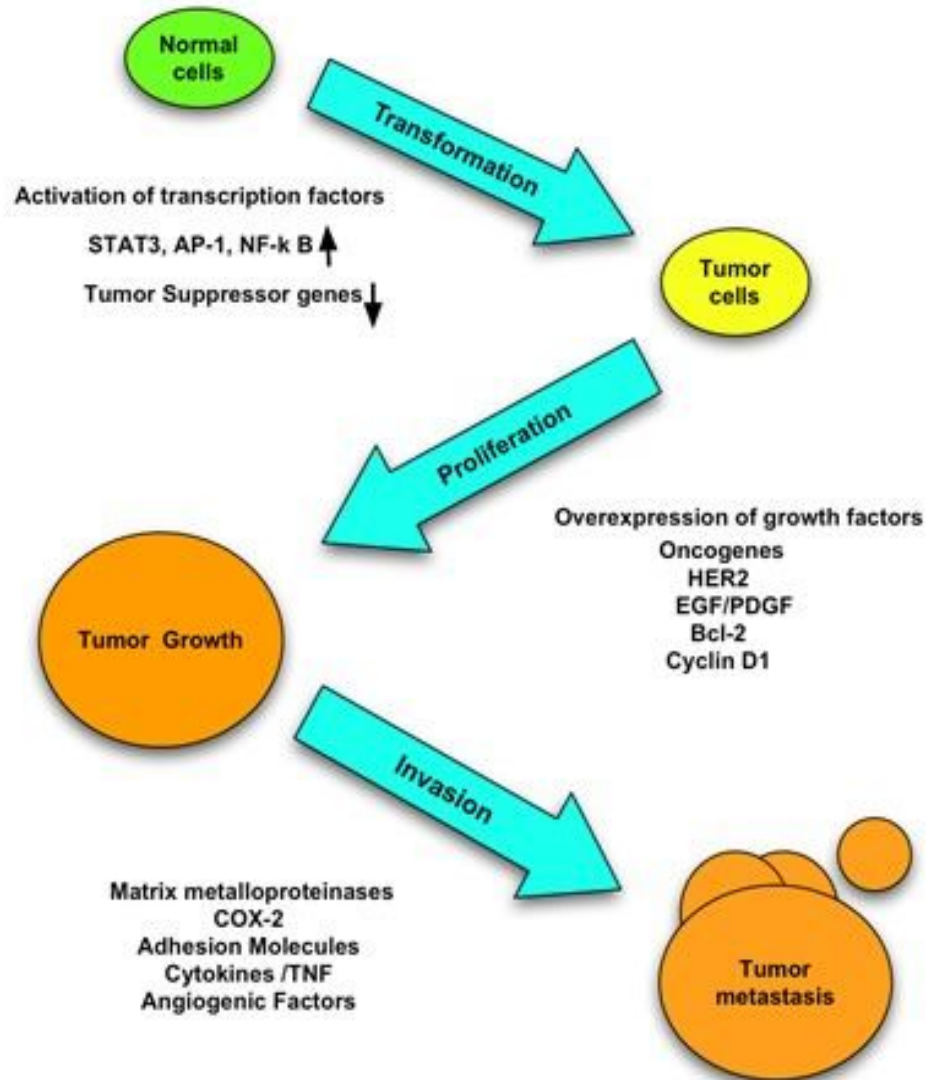 Normal
cells
Transformation
Activation of transcription factors
STAT3, AP-1, NF-k B
Tumor Suppressor genes
Tumor
cells
Proliferation
Overexpression of growth factors
Oncogenes
HER2
EGF/PDGF
Bcl-2
Cyclin D1
Tumor Growth
Invasion
Matrix metalloproteinases
COX-2
Adhesion Molecules
Cytokines /TNF
Angiogenic Factors
Tumor
metastasis